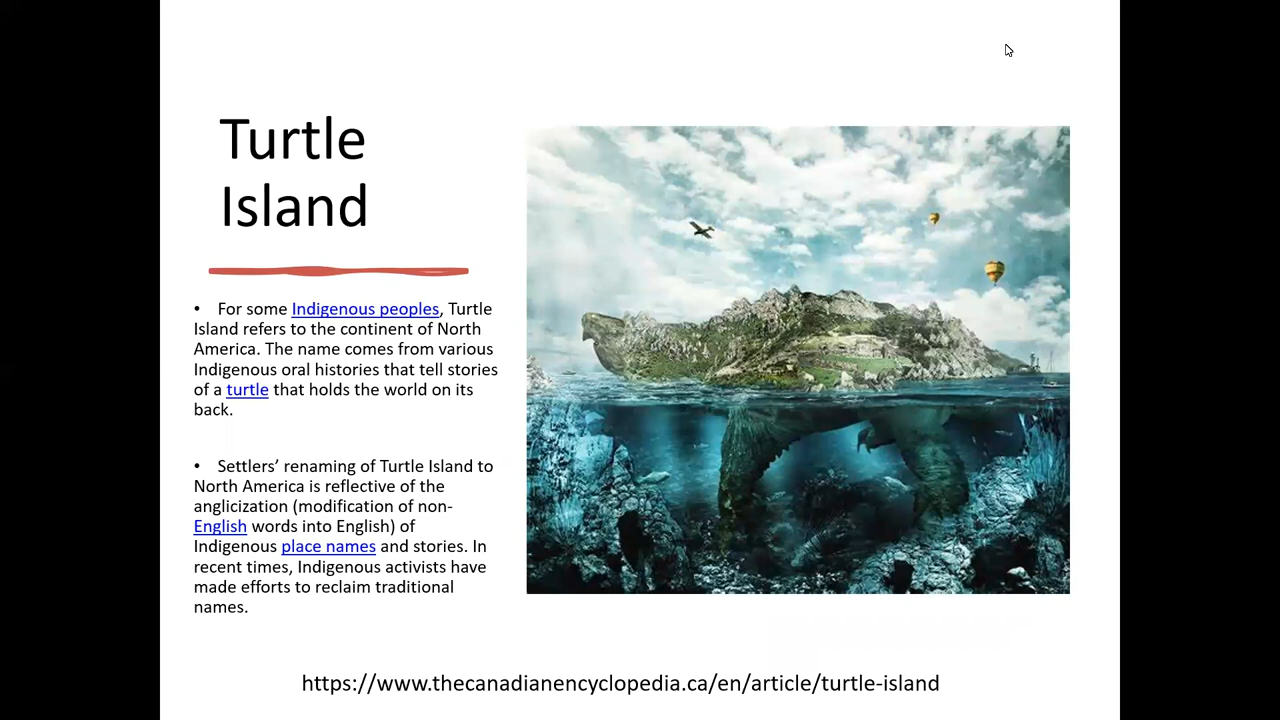 Turtle
Island
• For some Indigenous peoples, Turtle
Island refers to the continent of North
America. The name comes from various
Indigenous oral histories that tell stories
of a turtle that holds the world on its
back.
• Settlers’ renaming of Turtle Island to
North America is reflective of the
anglicization (modification of non-
English words into English) of
Indigenous place names and stories. In
recent times, Indigenous activists have
made efforts to reclaim traditional
names.
https://www.thecanadianencyclopedia.ca/en/article/turtle-island